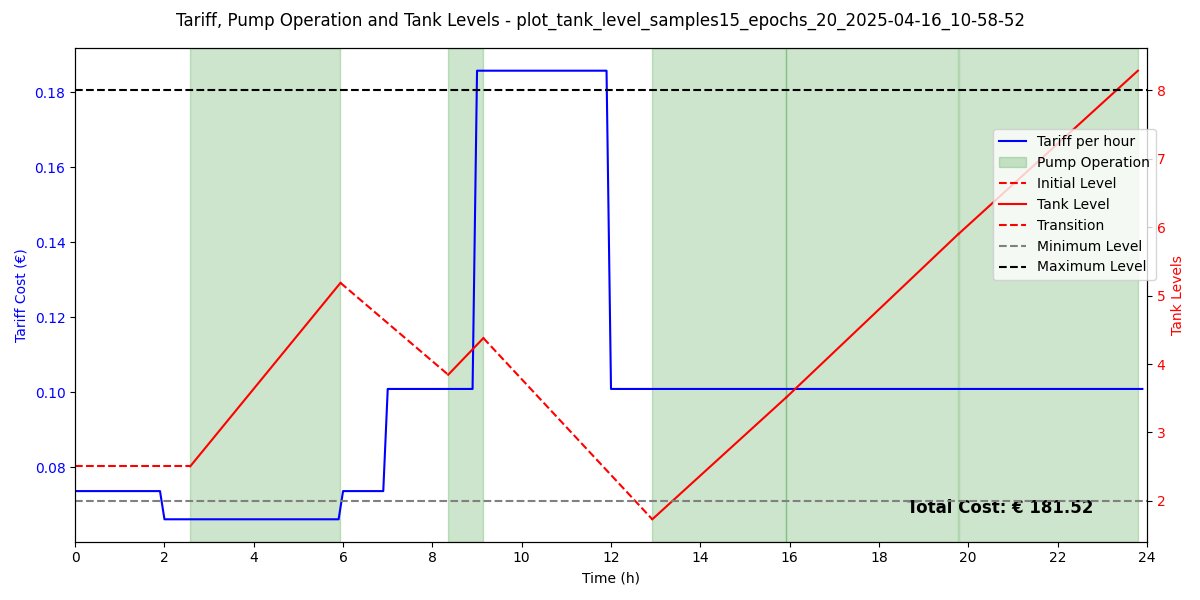 Tariff, Pump Operation and Tank Levels - plot_tank_level_samples15_epochs_20_2025-04-16_10-58-52
Tariff Cost (€)
0.18
0.16
0.14
0.12
0.10
0.08
Tariff per hour
Pump Operation
Initial Level
Tank Level
Transition
Minimum Level
Maximum Level
8
7
6
5
4
3
2
Tank Levels
Total Cost: € 181.52
0 2 4 6 8 10 12 14 16 18 20 22 24
Time (h)